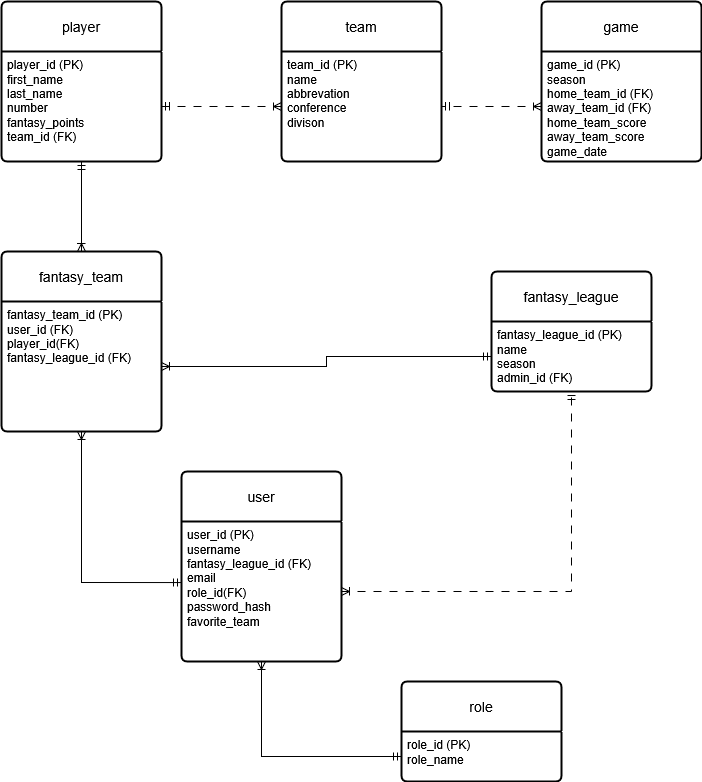 player
player_id (PK)
first_name
last_name
number
fantasy_points
team_id (FK)
team
team_id (PK)
name
abbrevation
conference
divison
game
game_id (PK)
season
home_team_id (FK)
away_team_id (FK)
home_team_score
away_team_score
game_date
fantasy_team
fantasy_team_id (PK)
user_id (FK)
player_id(FK)
fantasy_league_id (FK)
fantasy_league
fantasy_league_id (PK)
name
season
admin_id (FK)
user
user_id (PK)
username
fantasy_league_id (FK)
email
role_id(FK)
password_hash
favorite_team
role
role_id (PK)
role_name